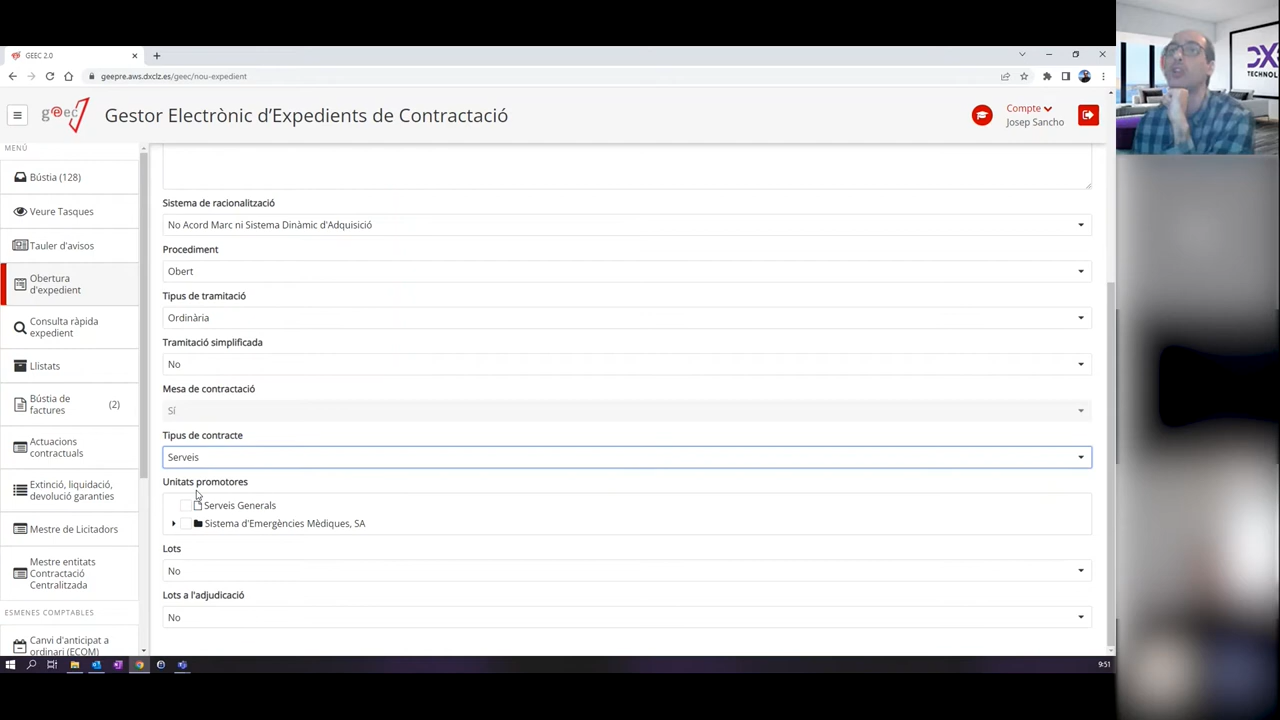 GEEC 2.0
geepre.aws.dxclz.es/geec/nou-expedient
geec
Gestor Electrònic d'Expedients de Contractació
Compte
Josep Sancho
DX
TECHNOL
MENÚ
Bústia (128)
Veure Tasques
Tauler d'avisos
Obertura
d'expedient
Consulta ràpida
expedient
Llistats
Bústia de
factures
(2)
Actuacions
contractuals
Extinció, liquidació,
devolució garanties
Mestre de Licitadors
Mestre entitats
Contractació
Centralitzada
ESMENES COMPTABLES
Canvi d'anticipat a
ordinari (ECOM)
Sistema de racionalització
No Acord Marc ni Sistema Dinàmic d'Adquisició
Procediment
Obert
Tipus de tramitació
Ordinària
Tramitació simplificada
No
Mesa de contractació
Sí
Tipus de contracte
Serveis
Unitats promotores
Serveis Generals
Sistema d'Emergències Mèdiques, SA
Lots
No
Lots a l'adjudicació
No
9:51